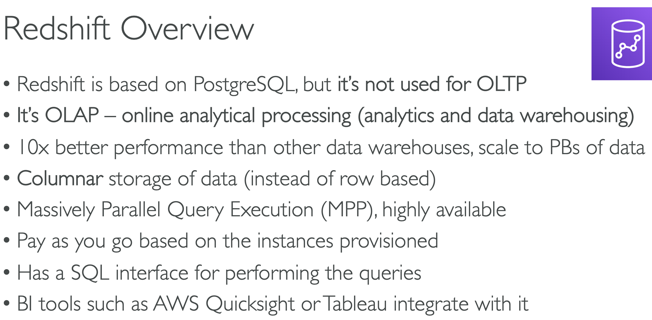 Redshift Overview
• Redshift is based on PostgreSQL, but it's not used for OLTP
• It's OLAP – online analytical processing (analytics and data warehousing)
• 10x better performance than other data warehouses, scale to PBs of data
• Columnar storage of data (instead of row based)
• Massively Parallel Query Execution (MPP), highly available
• Pay as you go based on the instances provisioned
• Has a SQL interface for performing the queries
• BI tools such as AWS Quicksight or Tableau integrate with it